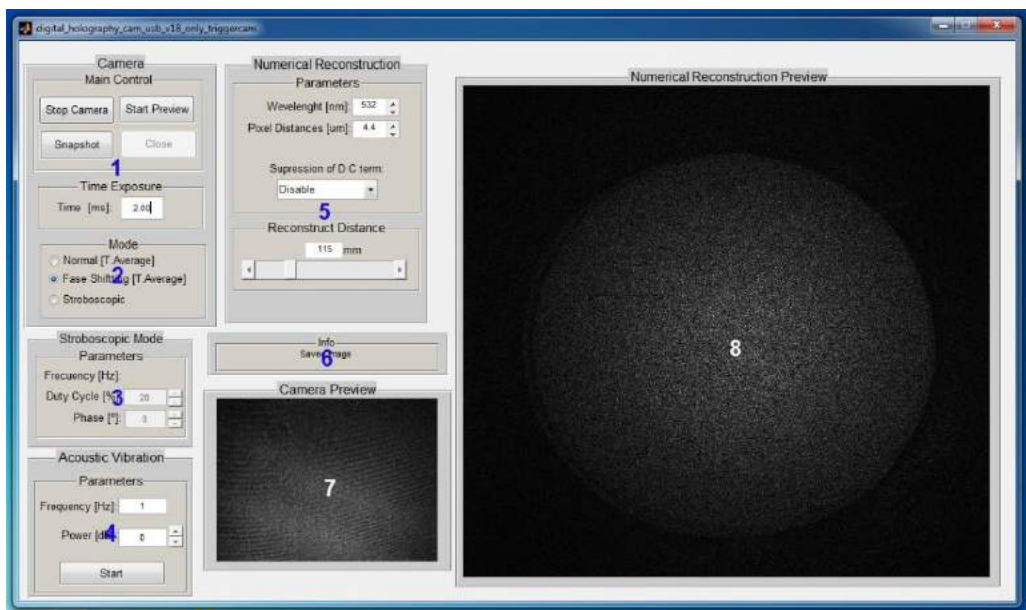 digital_holography_cam_usb_v18_only_triggercam
Camera
Main Control
Stop Camera
Start Preview
Snapshot
Close
1
Time Exposure
Time [ms]:
2.00
Mode
Normal [T.Average]
2
Fase Shifting [T.Average]
Stroboscopic
Stroboscopic Mode
Parameters
Frecuency [Hz]:
Duty Cycle [%]:
3
20
Phase [º]:
0
Acoustic Vibration
Parameters
Frequency [Hz]:
1
Power [dB]:
4
0
Start
Numerical Reconstruction
Parameters
Wavelenght [nm]:
532
Pixel Distances [um]:
4.4
Supression of D C term:
Disable
5
Reconstruct Distance
115 mm
Info
Saved Image
6
Camera Preview
7
Numerical Reconstruction Preview
8